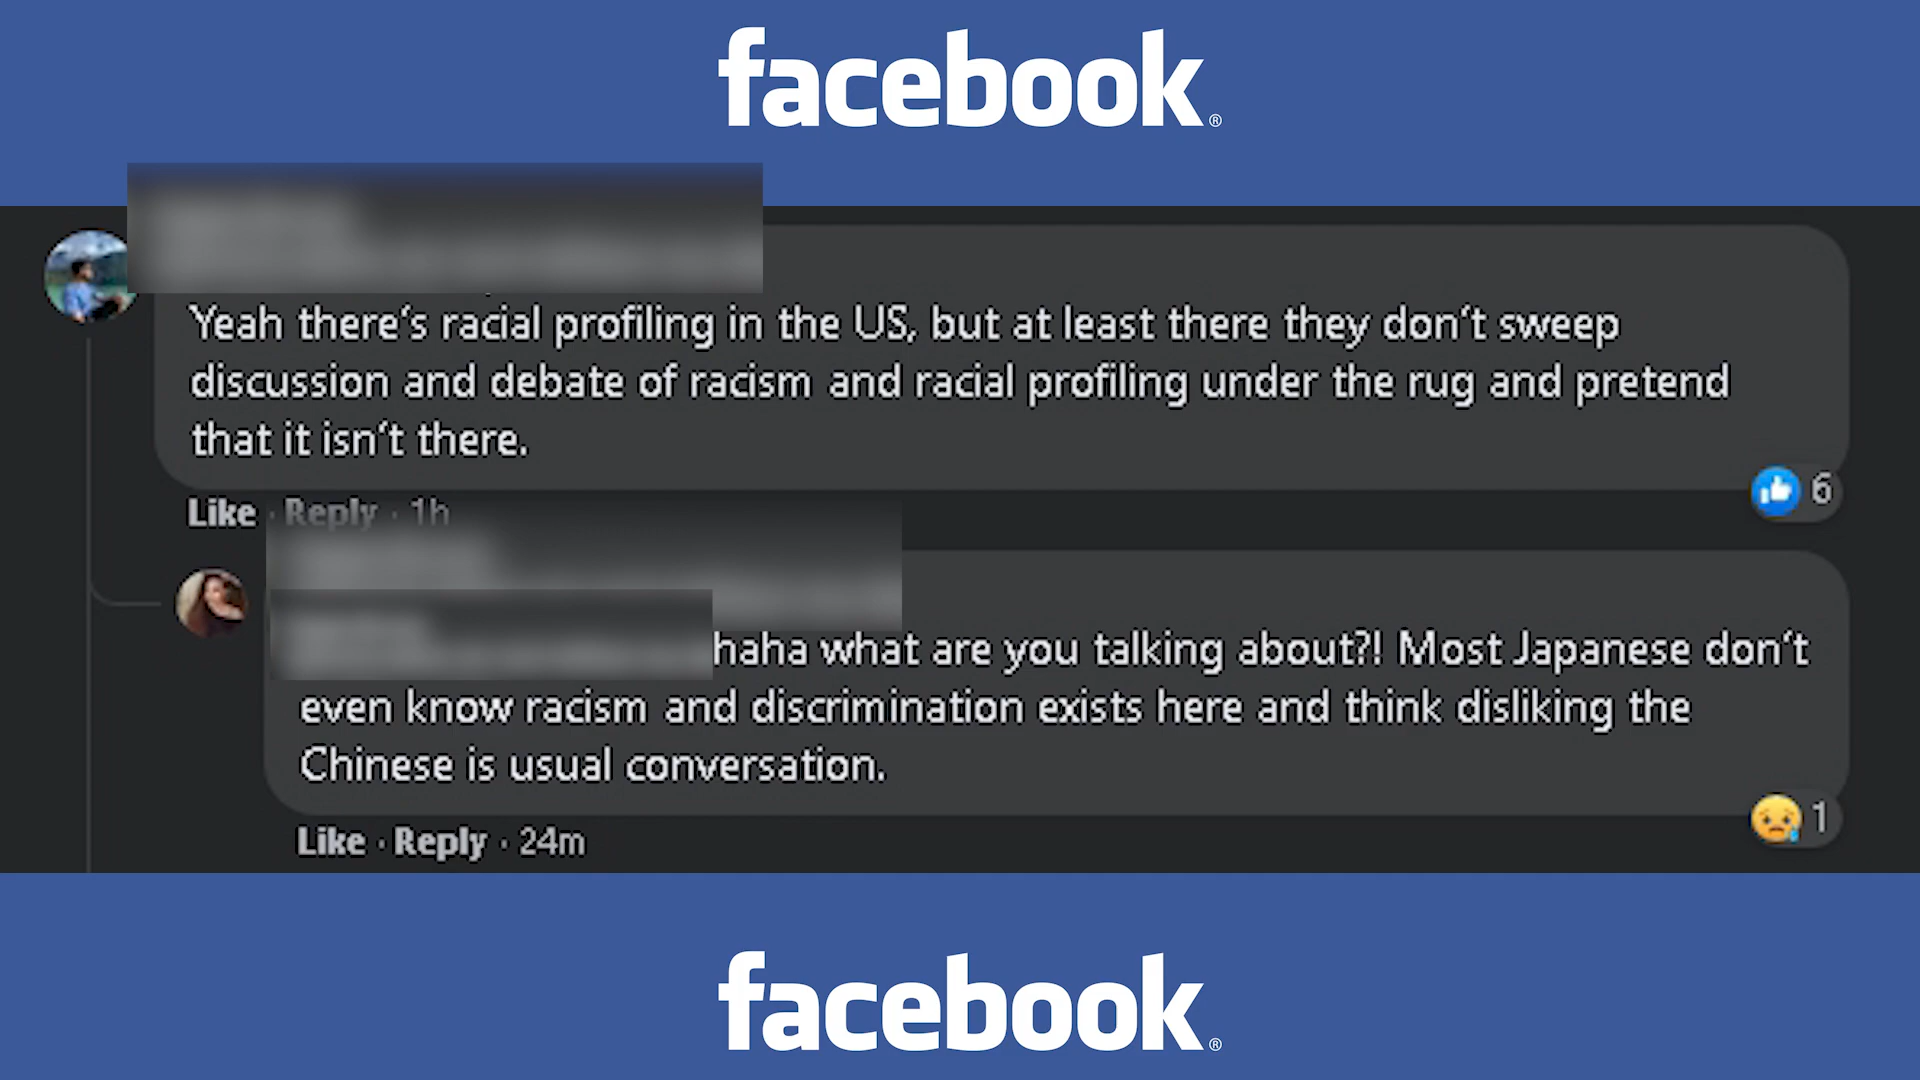 facebook®
Yeah there's racial profiling in the US, but at least there they don't sweep
discussion and debate of racism and racial profiling under the rug and pretend
that it isn't there.
6
Like · Reply · 1h
haha what are you talking about?! Most Japanese don't
even know racism and discrimination exists here and think disliking the
Chinese is usual conversation.
1
Like · Reply · 24m
facebook®